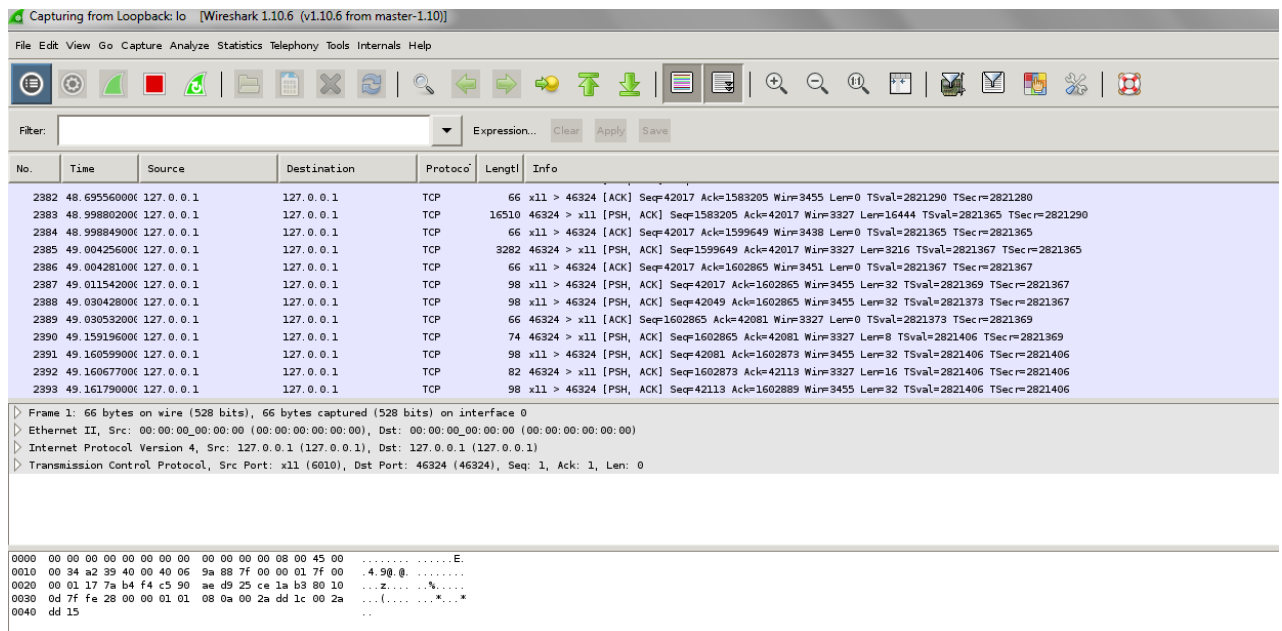 Capturing from Loopback: lo [Wireshark 1.10.6 (v1.10.6 from master-1.10)]
File Edit View Go Capture Analyze Statistics Telephony Tools Internals Help
Filter: Expression... Clear Apply Save
No. Time Source Destination Protocol Lengtl Info
2382 48.695560000 127.0.0.1 127.0.0.1 TCP 66 x11 > 46324 [ACK] Seq=42017 Ack=1583205 Win=3455 Len=0 TSval=2821290 TSecr=2821280
2383 48.998802000 127.0.0.1 127.0.0.1 TCP 16510 46324 > x11 [PSH, ACK] Seq=1583205 Ack=42017 Win=3327 Len=16444 TSval=2821365 TSecr=2821290
2384 48.998849000 127.0.0.1 127.0.0.1 TCP 66 x11 > 46324 [ACK] Seq=42017 Ack=1599649 Win=3438 Len=0 TSval=2821365 TSecr=2821365
2385 49.004256000 127.0.0.1 127.0.0.1 TCP 3282 46324 > x11 [PSH, ACK] Seq=1599649 Ack=42017 Win=3327 Len=3216 TSval=2821367 TSecr=2821365
2386 49.004281000 127.0.0.1 127.0.0.1 TCP 66 x11 > 46324 [ACK] Seq=42017 Ack=1602865 Win=3451 Len=0 TSval=2821367 TSecr=2821367
2387 49.011542000 127.0.0.1 127.0.0.1 TCP 98 x11 > 46324 [PSH, ACK] Seq=42017 Ack=1602865 Win=3455 Len=32 TSval=2821369 TSecr=2821367
2388 49.030428000 127.0.0.1 127.0.0.1 TCP 98 x11 > 46324 [PSH, ACK] Seq=42049 Ack=1602865 Win=3455 Len=32 TSval=2821373 TSecr=2821367
2389 49.030532000 127.0.0.1 127.0.0.1 TCP 66 46324 > x11 [ACK] Seq=1602865 Ack=42081 Win=3327 Len=0 TSval=2821373 TSecr=2821369
2390 49.159196000 127.0.0.1 127.0.0.1 TCP 74 46324 > x11 [PSH, ACK] Seq=1602865 Ack=42081 Win=3327 Len=8 TSval=2821406 TSecr=2821369
2391 49.160599000 127.0.0.1 127.0.0.1 TCP 98 x11 > 46324 [PSH, ACK] Seq=42081 Ack=1602873 Win=3455 Len=32 TSval=2821406 TSecr=2821406
2392 49.160677000 127.0.0.1 127.0.0.1 TCP 82 46324 > x11 [PSH, ACK] Seq=1602873 Ack=42113 Win=3327 Len=16 TSval=2821406 TSecr=2821406
2393 49.161790000 127.0.0.1 127.0.0.1 TCP 98 x11 > 46324 [PSH, ACK] Seq=42113 Ack=1602889 Win=3455 Len=32 TSval=2821406 TSecr=2821406
Frame 1: 66 bytes on wire (528 bits), 66 bytes captured (528 bits) on interface 0
Ethernet II, Src: 00:00:00_00:00:00 (00:00:00:00:00:00), Dst: 00:00:00_00:00:00 (00:00:00:00:00:00)
Internet Protocol Version 4, Src: 127.0.0.1 (127.0.0.1), Dst: 127.0.0.1 (127.0.0.1)
Transmission Control Protocol, Src Port: x11 (6010), Dst Port: 46324 (46324), Seq: 1, Ack: 1, Len: 0
0000 00 00 00 00 00 00 00 00 00 00 00 00 08 00 45 00 ........ ......E.
0010 00 34 a2 39 40 00 40 06 9a 88 7f 00 00 01 7f 00 .4.9@.@. ........
0020 00 01 17 7a b4 f4 c5 90 ae d9 25 ce 1a b3 80 10 ...z.... ..%.....
0030 0d 7f fe 28 00 00 01 01 08 0a 00 2a dd 1c 00 2a ...(.... ...*...*
0040 dd 15 ..